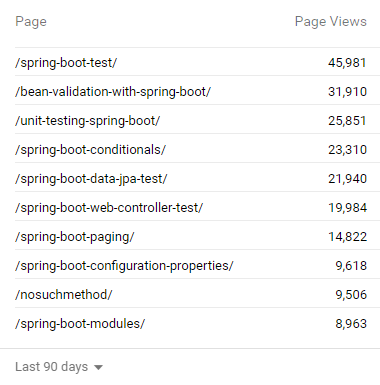 Page Page Views
/spring-boot-test/ 45,981
/bean-validation-with-spring-boot/ 31,910
/unit-testing-spring-boot/ 25,851
/spring-boot-conditionals/ 23,310
/spring-boot-data-jpa-test/ 21,940
/spring-boot-web-controller-test/ 19,984
/spring-boot-paging/ 14,822
/spring-boot-configuration-properties/ 9,618
/nosuchmethod/ 9,506
/spring-boot-modules/ 8,963
Last 90 days